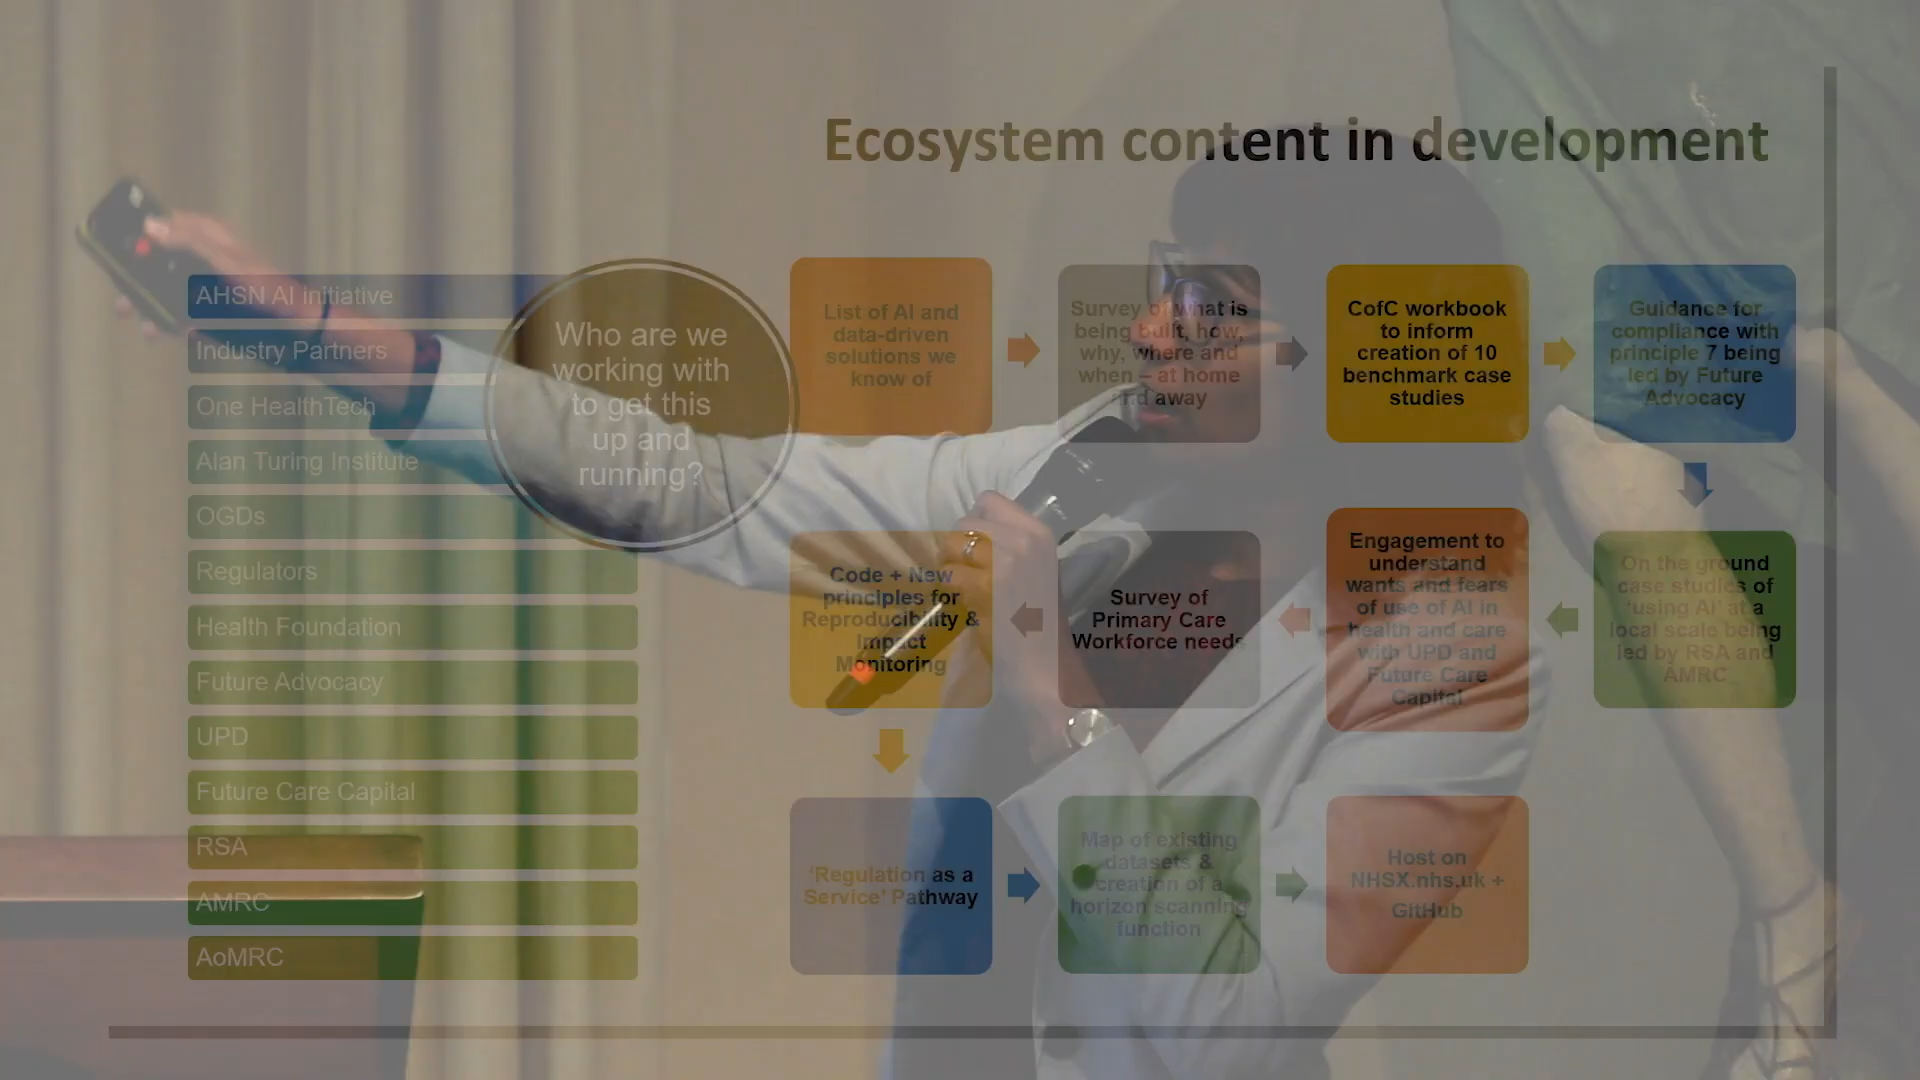 Ecosystem content in development
Who are we
working with
to get this
up and
running?
AHSN AI initiative
Industry Partners
One HealthTech
Alan Turing Institute
OGDs
Regulators
Health Foundation
Future Advocacy
UPD
Future Care Capital
RSA
AMRC
AoMRC
List of AI and
data-driven
solutions we
know of
Survey of what is
being built, how,
why, where and
when – at home
and away
CofC workbook
to inform
creation of 10
benchmark case
studies
Guidance for
compliance with
principle 7 being
led by Future
Advocacy
On the ground
case studies of
‘using AI’ at a
local scale being
led by RSA and
AMRC
Engagement to
understand
wants and fears
of use of AI in
health and care
with UPD and
Future Care
Capital
Survey of
Primary Care
Workforce needs
Code + New
principles for
Reproducibility &
Impact
Monitoring
‘Regulation as a
Service’ Pathway
Map of existing
datasets &
creation of a
horizon scanning
function
Host on
NHSX.nhs.uk +
GitHub